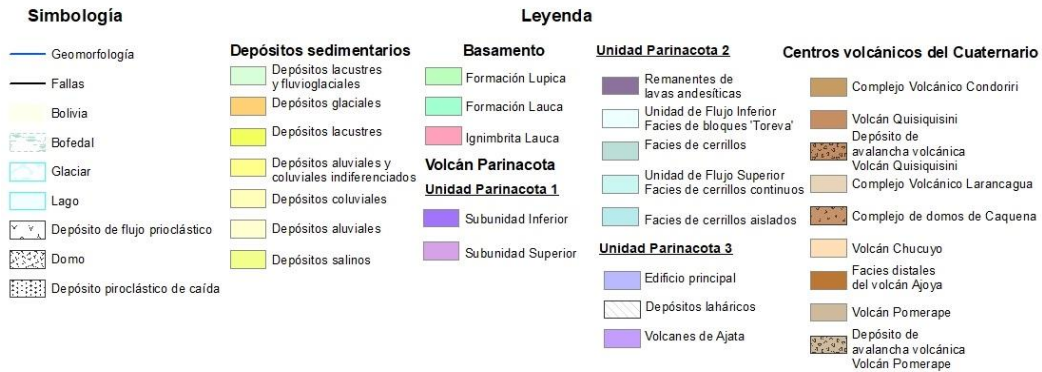 Simbología
Leyenda
Geomorfología
Fallas
Bolivia
Bofedal
Glaciar
Lago
Depósito de flujo prioclástico
Domo
Depósito piroclástico de caída
Depósitos sedimentarios
Depósitos lacustres
y fluvioglaciales
Depósitos glaciales
Depósitos lacustres
Depósitos aluviales y
coluviales indiferenciados
Depósitos coluviales
Depósitos aluviales
Depósitos salinos
Basamento
Formación Lupica
Formación Lauca
Ignimbrita Lauca
Volcán Parinacota
Unidad Parinacota 1
Subunidad Inferior
Subunidad Superior
Unidad Parinacota 2
Remanentes de
lavas andesíticas
Unidad de Flujo Inferior
Facies de bloques 'Toreva'
Facies de cerrillos
Unidad de Flujo Superior
Facies de cerrillos continuos
Facies de cerrillos aislados
Unidad Parinacota 3
Edificio principal
Depósitos laháricos
Volcanes de Ajata
Centros volcánicos del Cuaternario
Complejo Volcánico Condoriri
Volcán Quisiquisini
Depósito de
avalancha volcánica
Volcán Quisiquisini
Complejo Volcánico Larancagua
Complejo de domos de Caquena
Volcán Chucuyo
Facies distales
del volcán Ajoya
Volcán Pomerape
Depósito de
avalancha volcánica
Volcán Pomerape